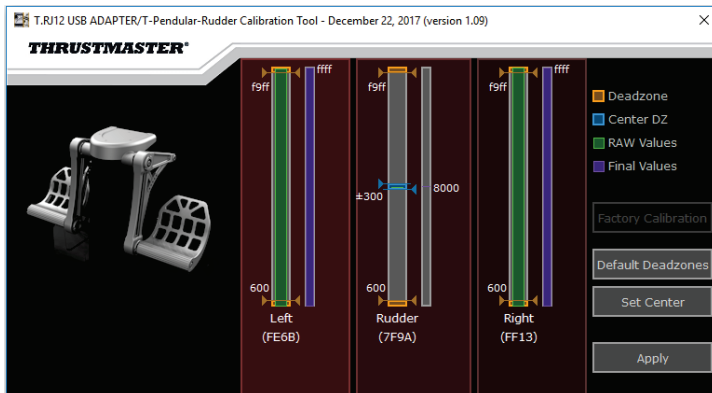 T.RJ12 USB ADAPTER/T-Pendular-Rudder Calibration Tool - December 22, 2017 (version 1.09)
THRUSTMASTER®
ffff
ffff
f9ff
f9ff
f9ff
Deadzone
Center DZ
RAW Values
Final Values
±300
8000
Factory Calibration
Default Deadzones
600
600
600
Set Center
Left
Rudder
Right
(FE6B)
(7F9A)
(FF13)
Apply